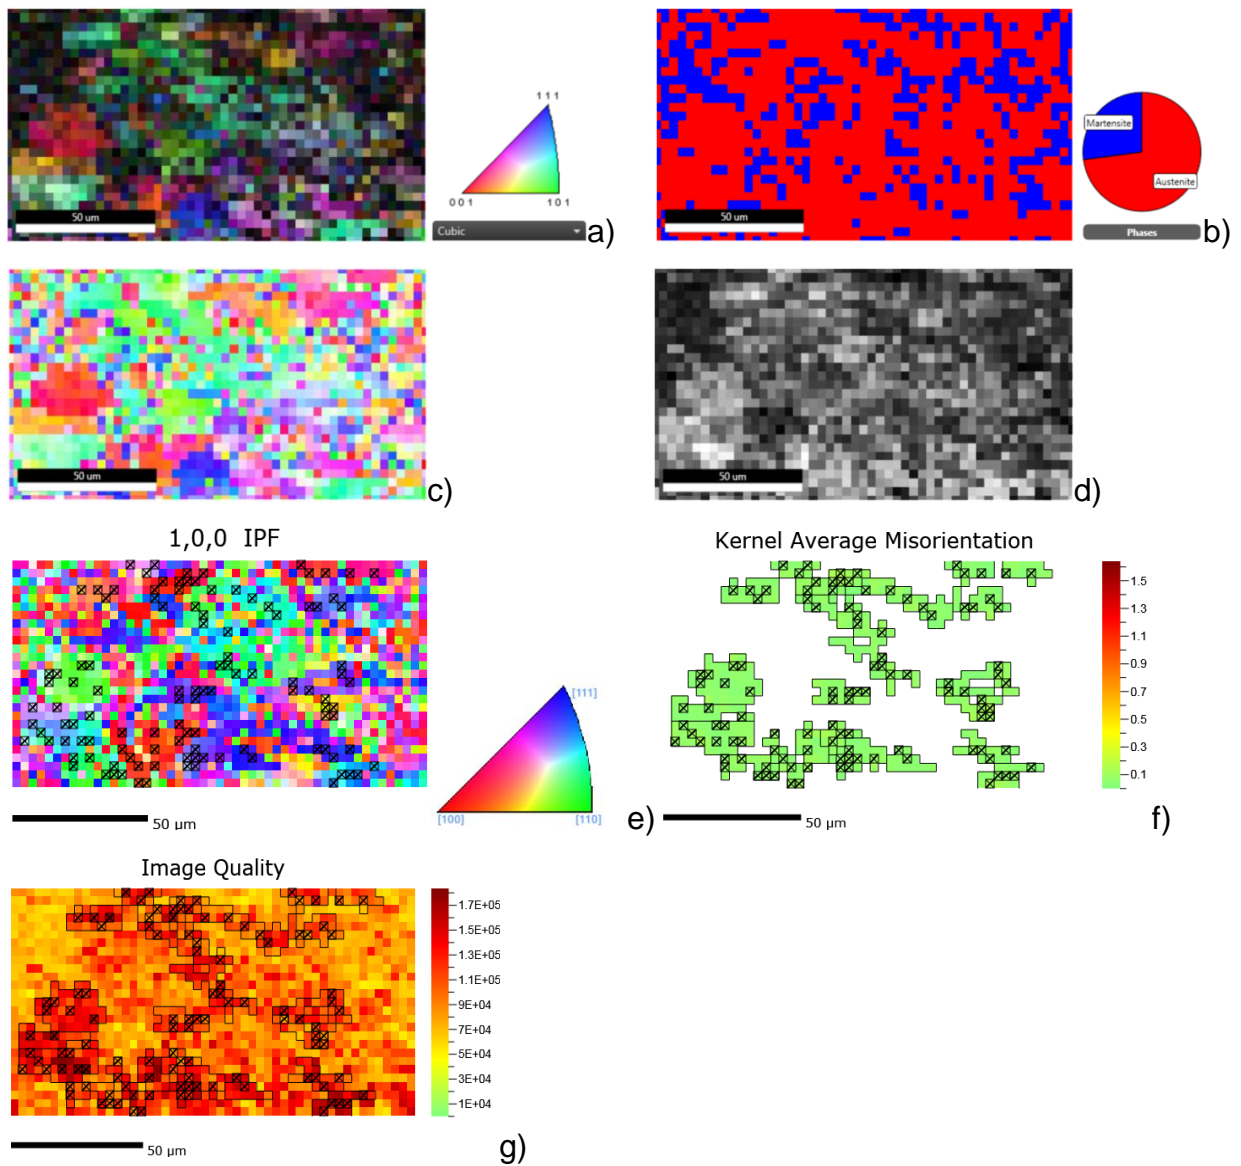 1 1 1
0 0 1
1 0 1
Cubic
50 um
a)
Martensite
Austenite
Phases
50 um
b)
50 um
c)
50 um
d)
1,0,0 IPF
[111]
[100]
[110]
50 µm
e)
Kernel Average Misorientation
1.5
1.3
1.1
0.9
0.7
0.5
0.3
0.1
50 µm
f)
Image Quality
1.7E+05
1.5E+05
1.3E+05
1.1E+05
9E+04
7E+04
5E+04
3E+04
1E+04
50 µm
g)